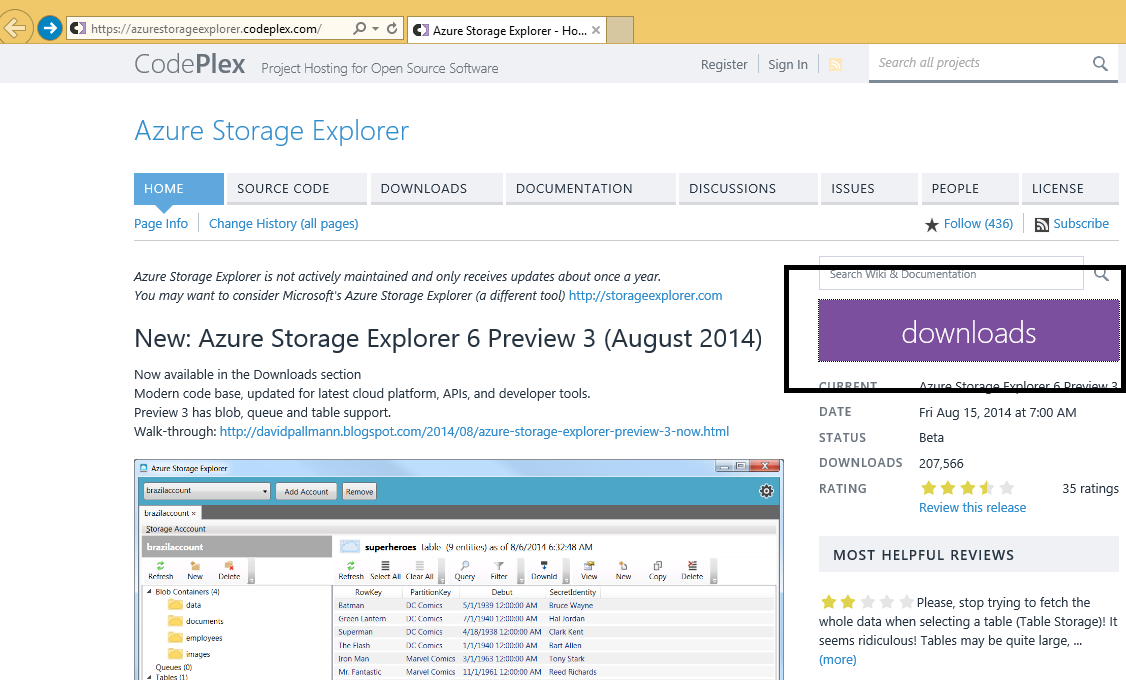 https://azurestorageexplorer.codeplex.com/
Azure Storage Explorer - Ho...
CodePlex Project Hosting for Open Source Software
Register Sign In
Search all projects
Azure Storage Explorer
HOME SOURCE CODE DOWNLOADS DOCUMENTATION DISCUSSIONS ISSUES PEOPLE LICENSE
Page Info Change History (all pages)
Follow (436) Subscribe
Azure Storage Explorer is not actively maintained and only receives updates about once a year.
You may want to consider Microsoft's Azure Storage Explorer (a different tool) http://storageexplorer.com
New: Azure Storage Explorer 6 Preview 3 (August 2014)
Now available in the Downloads section
Modern code base, updated for latest cloud platform, APIs, and developer tools.
Preview 3 has blob, queue and table support.
Walk-through: http://davidpallmann.blogspot.com/2014/08/azure-storage-explorer-preview-3-now.html
Azure Storage Explorer
brazilaccount Add Account Remove
brazilaccount ×
Storage Acccount
brazilaccount
superheroes table (9 entities) as of 8/6/2014 6:32:48 AM
Refresh New Delete
Refresh Select All Clear All Query Filter Downld View New Copy Delete
Blob Containers (4)
data
documents
employees
images
Queues (0)
Tables (1)
RowKey PartitionKey Debut SecretIdentity
Batman DC Comics 5/1/1939 12:00:00 AM Bruce Wayne
Green Lantern DC Comics 7/1/1940 12:00:00 AM Hal Jordan
Superman DC Comics 4/18/1938 12:00:00 AM Clark Kent
The Flash DC Comics 1/1/1940 12:00:00 AM Bart Allen
Iron Man Marvel Comics 3/1/1963 12:00:00 AM Tony Stark
Mr. Fantastic Marvel Comics 11/1/1961 12:00:00 AM Reed Richards
Search Wiki & Documentation
downloads
CURRENT Azure Storage Explorer 6 Preview 3
DATE Fri Aug 15, 2014 at 7:00 AM
STATUS Beta
DOWNLOADS 207,566
RATING 35 ratings
Review this release
MOST HELPFUL REVIEWS
Please, stop trying to fetch the
whole data when selecting a table (Table Storage)! It
seems ridiculous! Tables may be quite large, ...
(more)